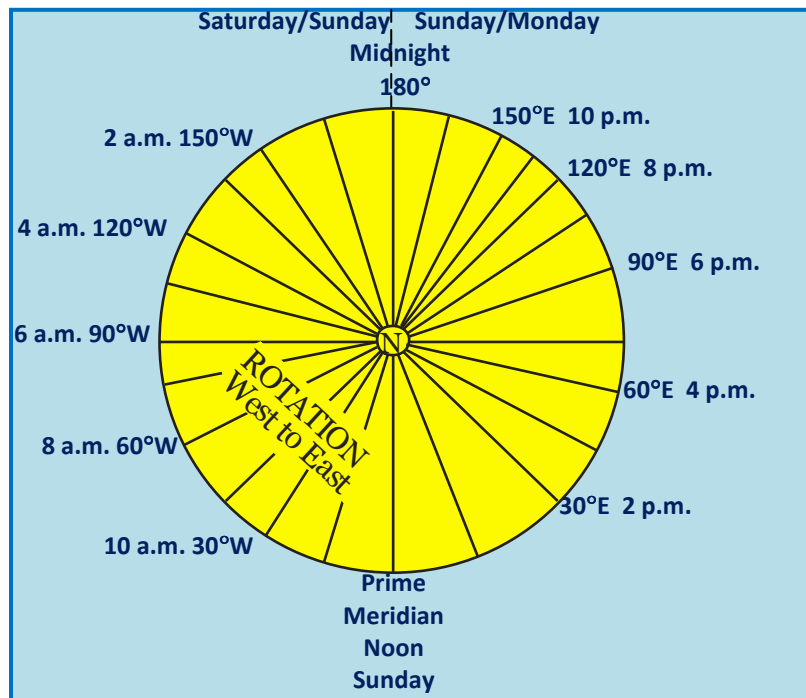 Saturday/Sunday Sunday/Monday
Midnight
180°
150°E 10 p.m.
2 a.m. 150°W
120°E 8 p.m.
4 a.m. 120°W
90°E 6 p.m.
6 a.m. 90°W
N
ROTATION
West to East
60°E 4 p.m.
8 a.m. 60°W
30°E 2 p.m.
10 a.m. 30°W
Prime
Meridian
Noon
Sunday